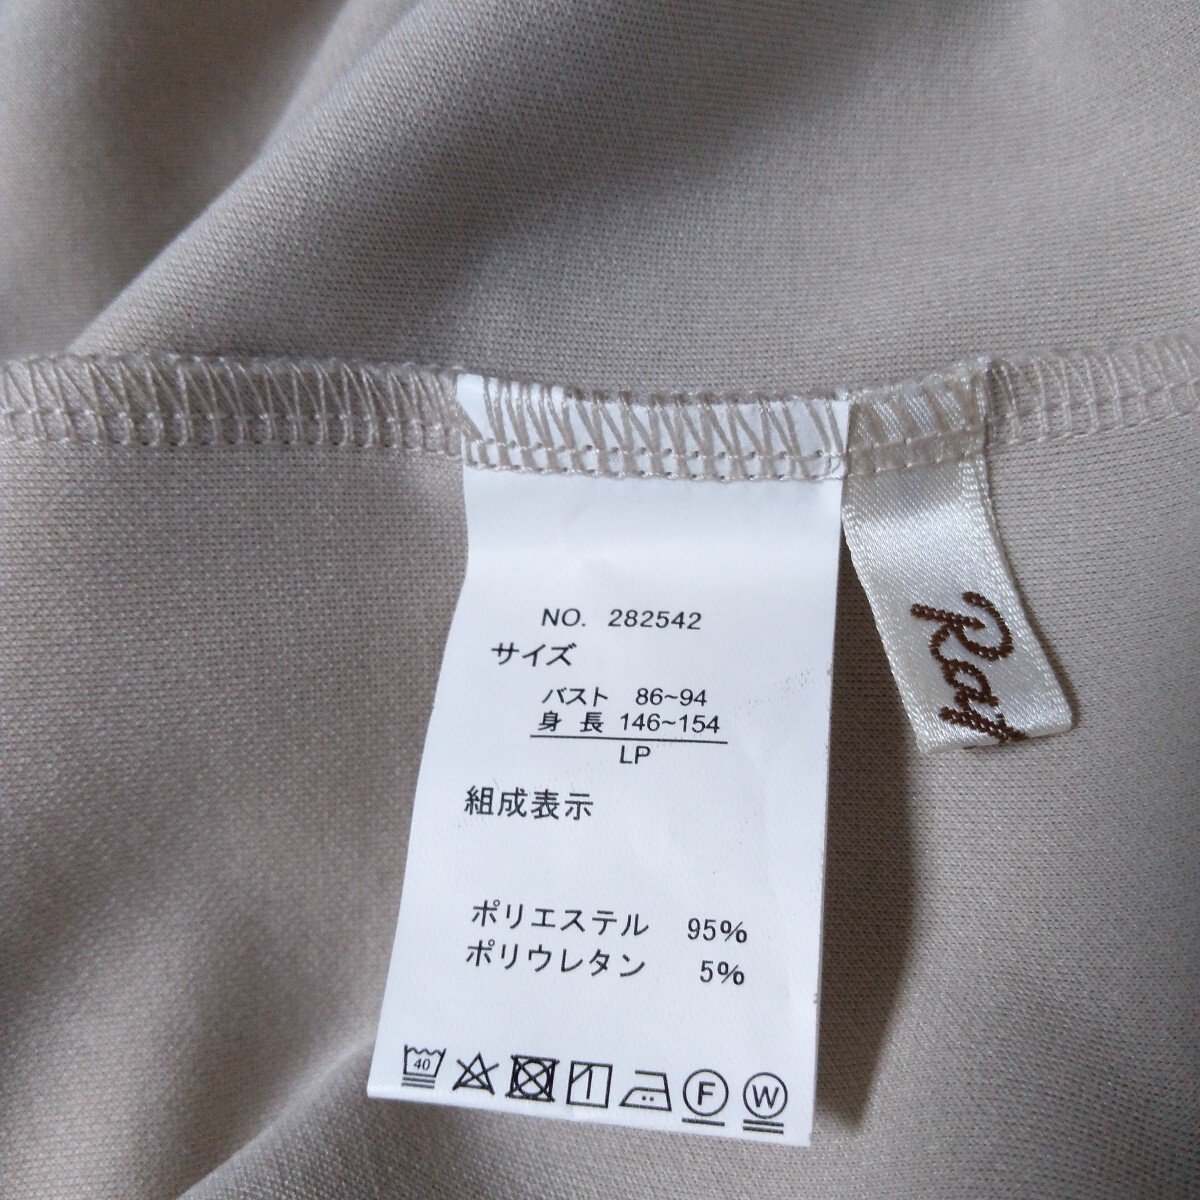 NO. 282542
サイズ
バスト 86~94
身 長 146~154
LP
組成表示
ポリエステル 95%
ポリウレタン 5%
40
F
W